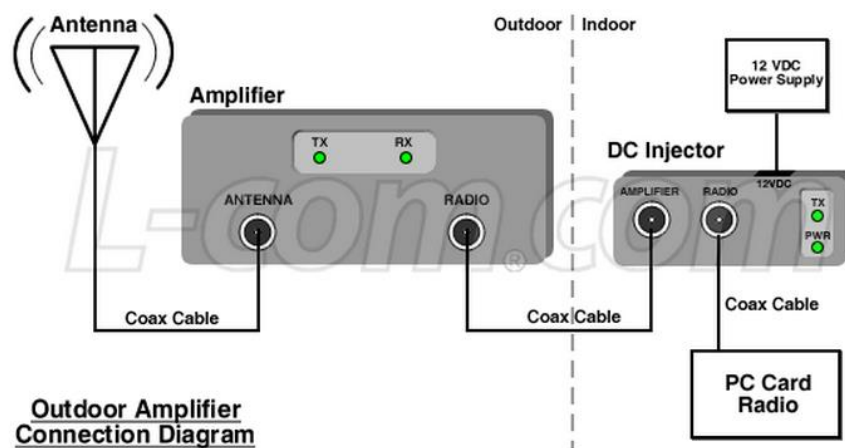 Antenna
Outdoor
Indoor
12 VDC
Power Supply
Amplifier
TX
RX
DC Injector
12VDC
ANTENNA
RADIO
AMPLIFIER
RADIO
TX
PWR
L-com.com®
Coax Cable
Coax Cable
Coax Cable
PC Card
Radio
Outdoor Amplifier
Connection Diagram